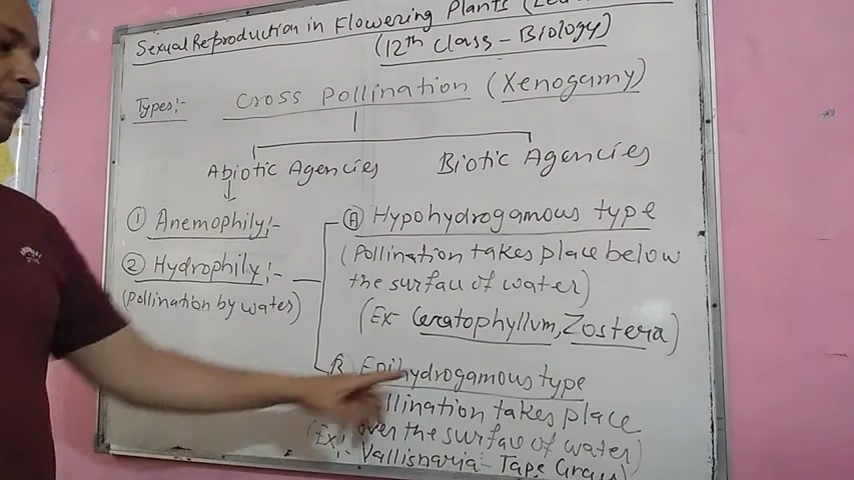 Sexual Reproduction in Flowering Plants
(12th Class - Biology)
Types:- Cross Pollination (Xenogamy)
Abiotic Agencies Biotic Agencies
① Anemophily:-
② Hydrophily:-
(Pollination by water)
Ⓐ Hypohydrogamous type
(Pollination takes place below
the surface of water)
(Ex- Ceratophyllum, Zostera)
B Epihydrogamous type
takes place
over the surface of water)
(Ex:- Vallisnaria - Tape Grass)